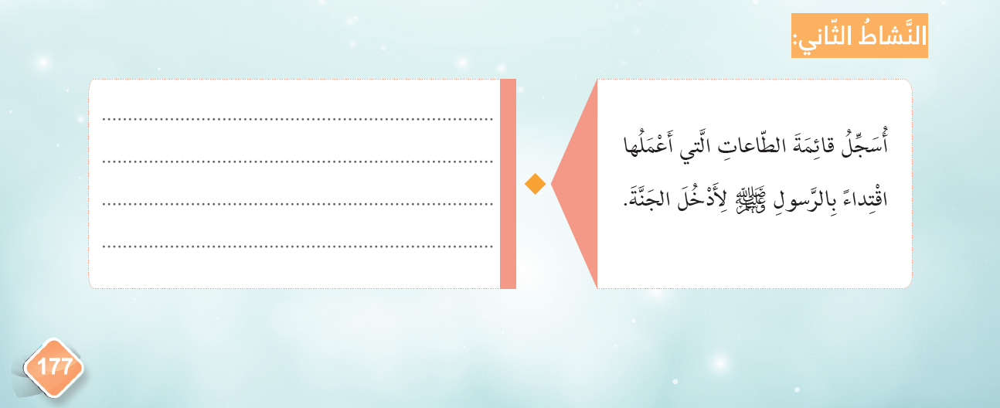 النَّشاطُ الثّاني:
أُسَجِّلُ قائِمَةَ الطّاعاتِ الَّتي أَعْمَلُها
اقْتِداءً بِالرَّسولِ ﷺ لِأَدْخُلَ الجَنَّةَ.
177